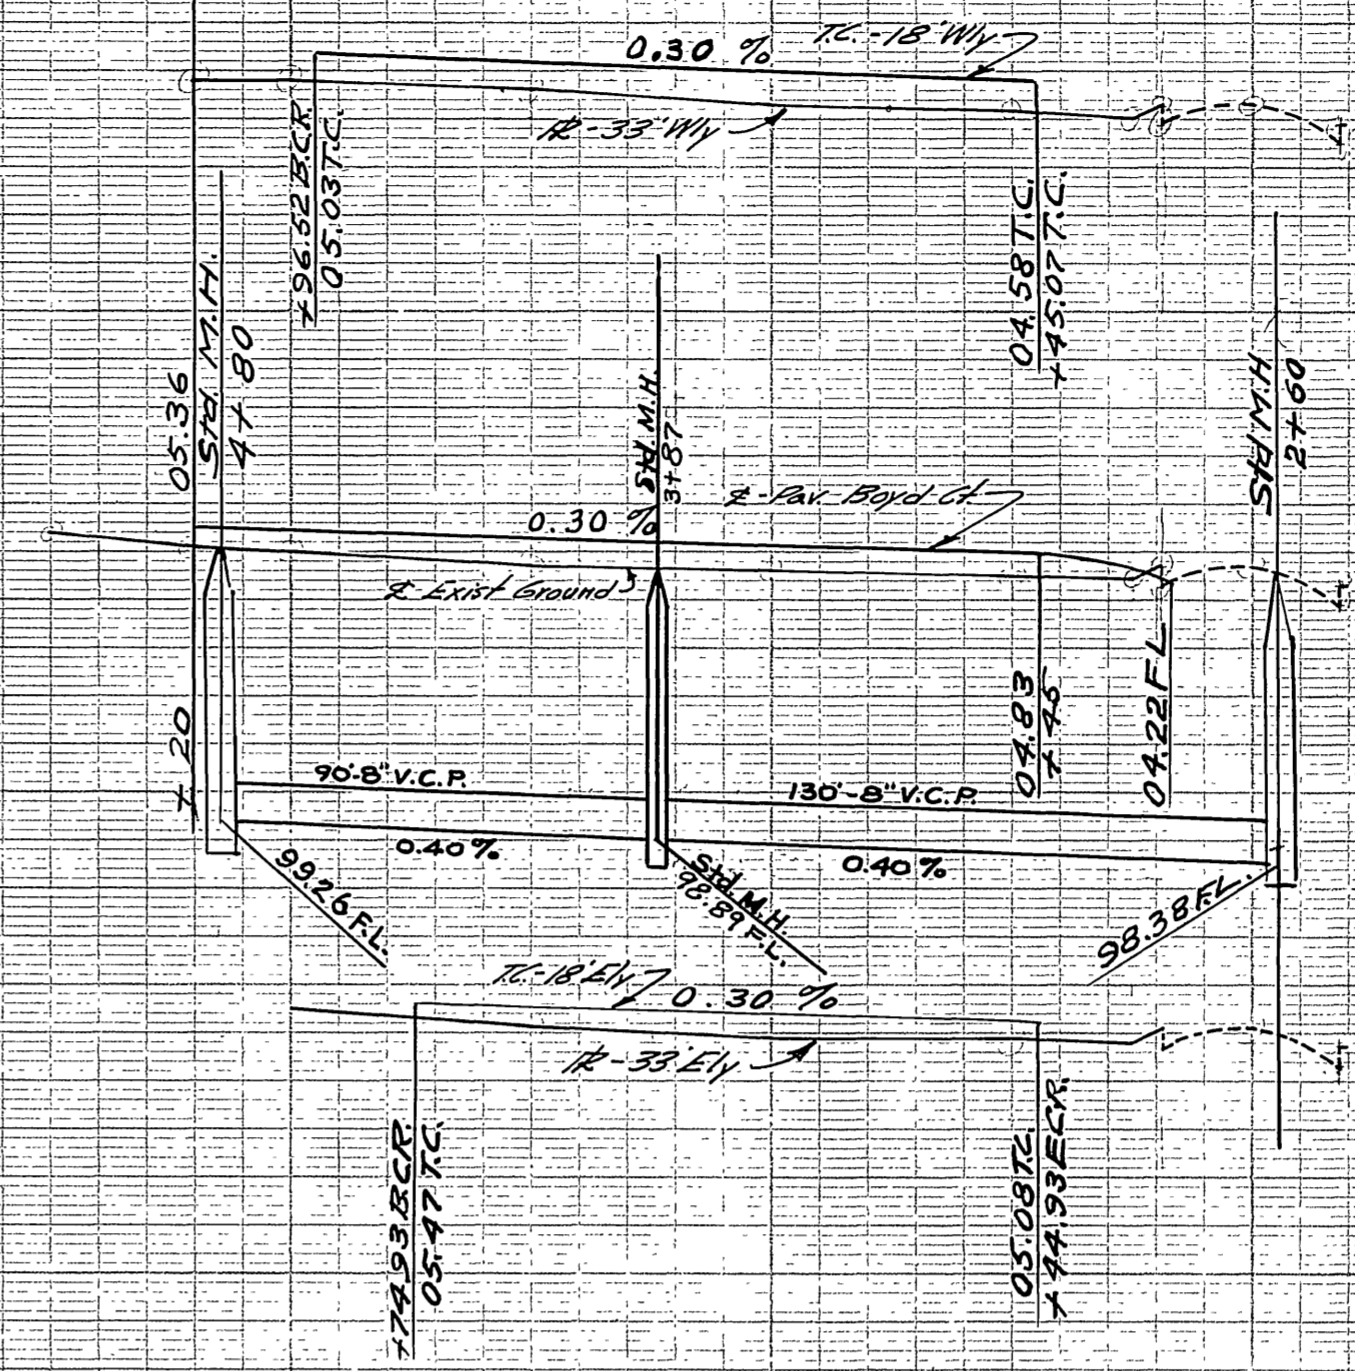 0.30 %
T.C. -18' Wly
PL -33' Wly
+96.52 B.C.R.
05.03 T.C.
04.58 T.C.
+45.07 T.C.
05.36
Std. M.H.
4+80
Std. M.H.
3+87
Std M.H
2+60
℄ -Pav. Boyd Ct.
0.30 %
℄ Exist Ground
+20
04.83
+45
04.22 F L
90'-8" V.C.P.
130'-8" V.C.P.
0.40 %
0.40 %
99.26 F.L.
Std. M.H.
98.89 F.L.
98.38 F.L.
T.C. -18' Ely
0.30 %
PL -33' Ely
+74.93 B.C.R.
05.47 T.C.
05.08 T.C.
+44.93 E.C.R.